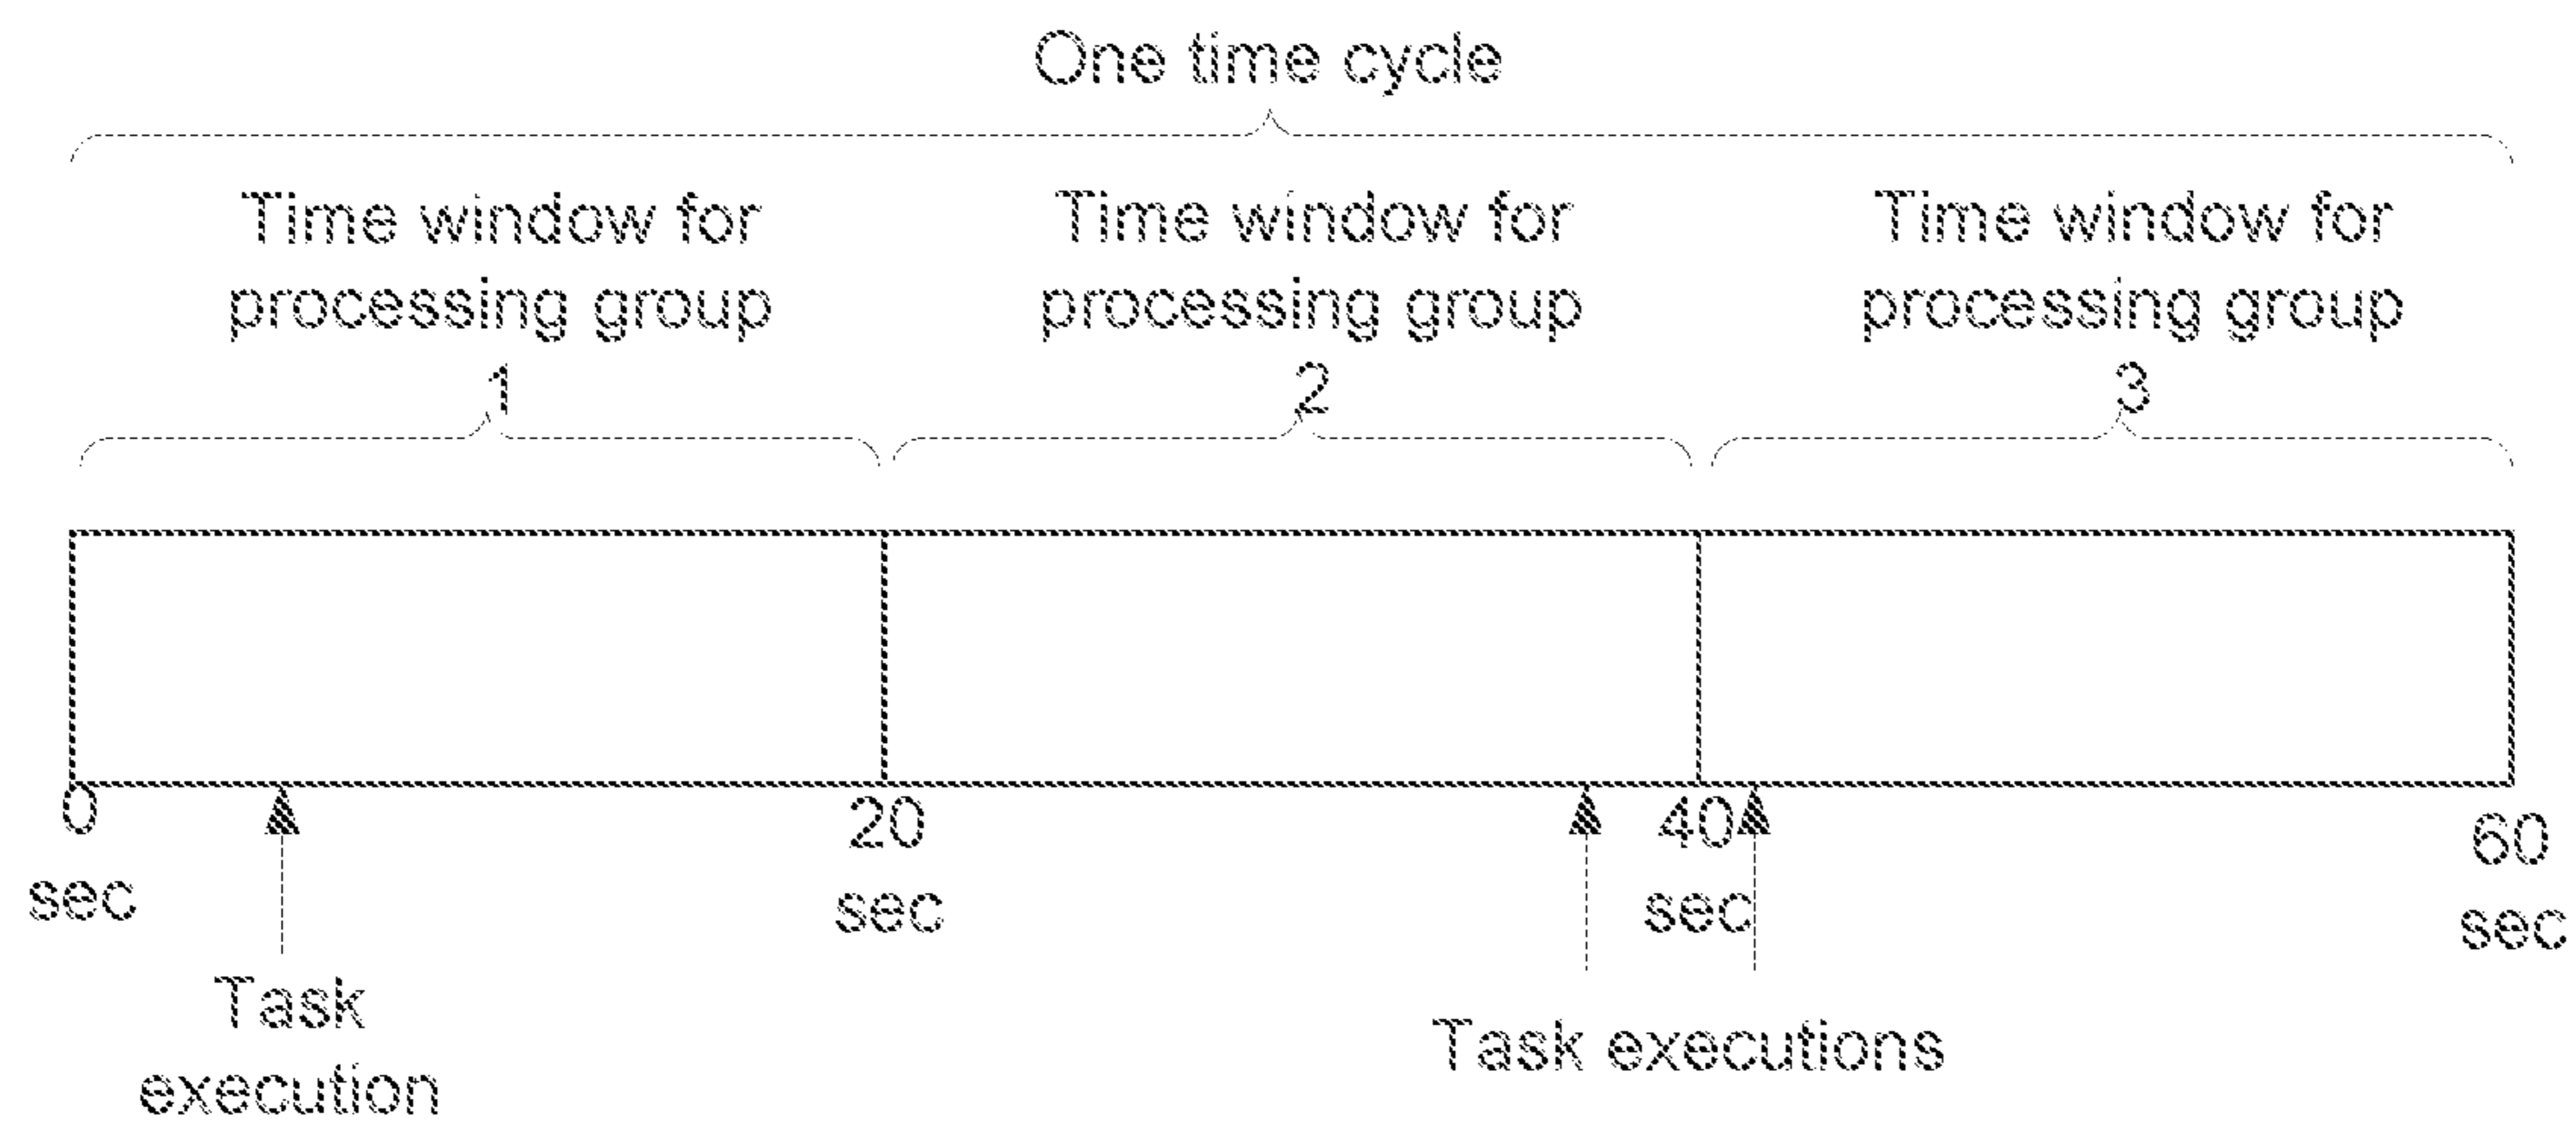 One time cycle
Time window for
processing group
1
Time window for
processing group
2
Time window for
processing group
3
0
sec
20
sec
40
sec
60
sec
Task
execution
Task executions